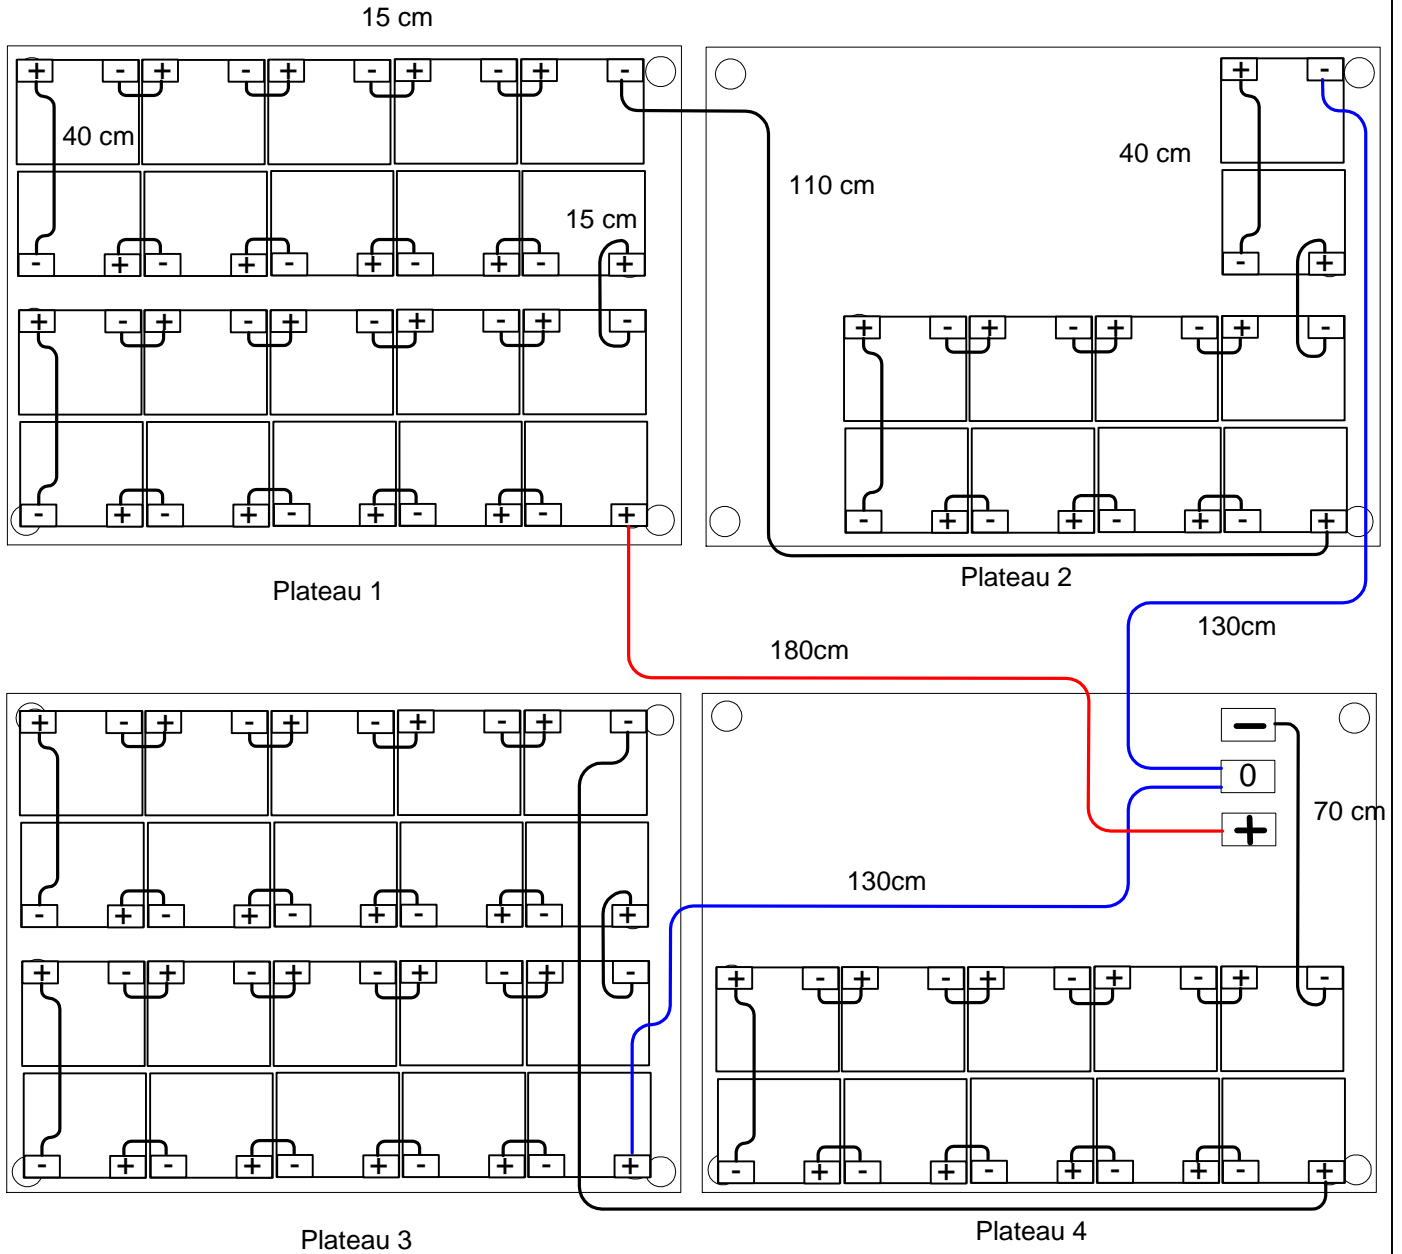 15 cm
+ - + - + - + - + -
+ -
40 cm
40 cm
110 cm
15 cm
- + - + - + - + - +
- +
+ - + - + - + - + -
+ - + - + - + -
- + - + - + - + - +
- + - + - + - +
Plateau 1
Plateau 2
130cm
180cm
+ - + - + - + - + -
-
0
70 cm
+
130cm
- + - + - + - + - +
+ - + - + - + - + -
+ - + - + - + - + -
- + - + - + - + - +
- + - + - + - + - +
Plateau 3
Plateau 4